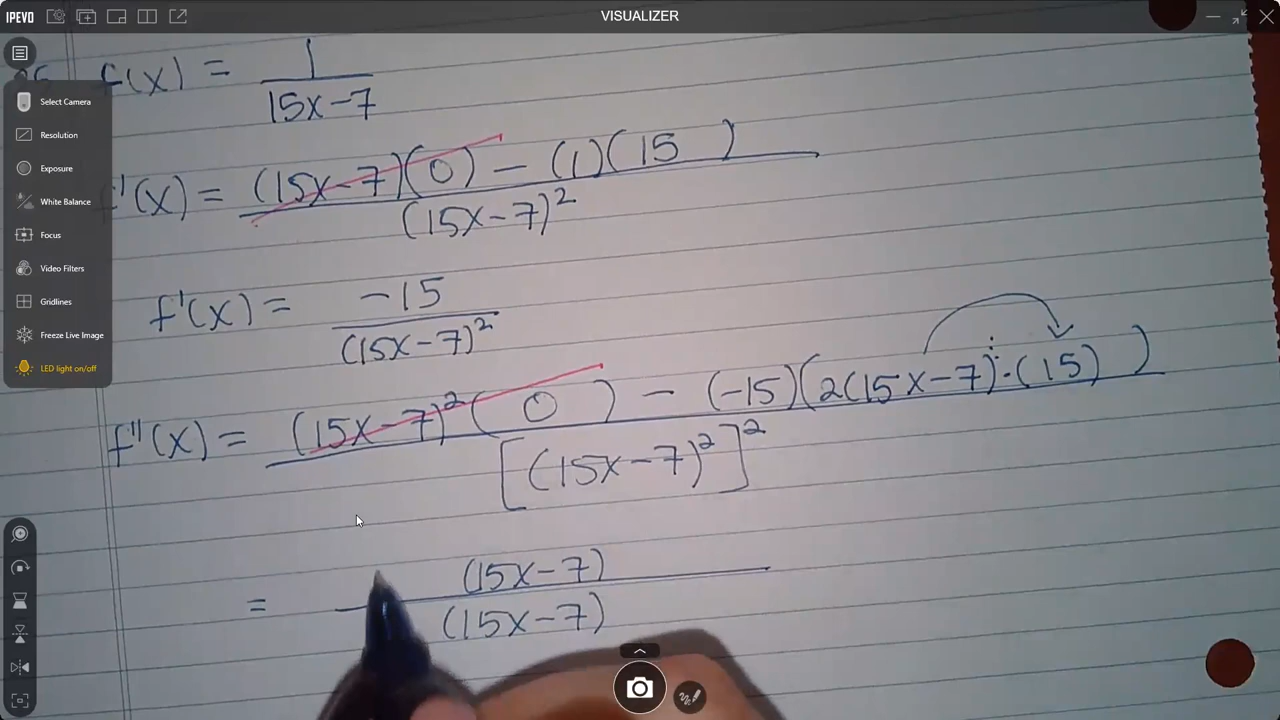 IPEVO VISUALIZER
Select Camera
Resolution
Exposure
White Balance
Focus
Video Filters
Gridlines
Freeze Live Image
LED light on/off
f(x) = 1 / 15x-7
f'(x) = (15x-7)(0) - (1)(15 ) / (15x-7)²
f'(x) = -15 / (15x-7)²
f''(x) = (15x-7)²( 0 ) - (-15)(2(15x-7)·(15) ) / [(15x-7)²]²
= (15x-7) / (15x-7)